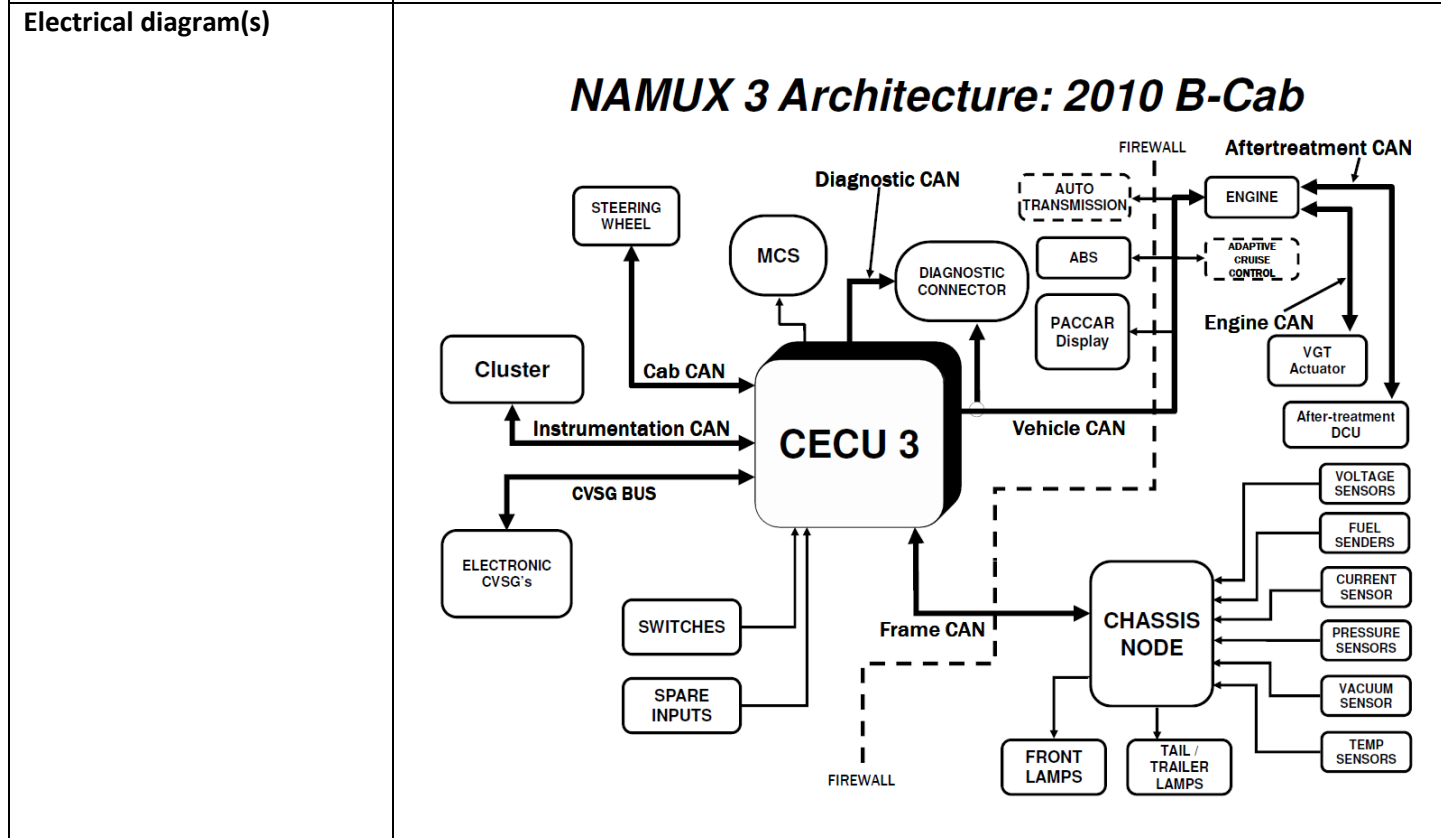 Electrical diagram(s)
NAMUX 3 Architecture: 2010 B-Cab
FIREWALL
Aftertreatment CAN
Diagnostic CAN
AUTO
TRANSMISSION
ENGINE
STEERING
WHEEL
MCS
DIAGNOSTIC
CONNECTOR
ABS
ADAPTIVE
CRUISE
CONTROL
PACCAR
Display
Engine CAN
VGT
Actuator
Cluster
Cab CAN
Instrumentation CAN
CECU 3
Vehicle CAN
After-treatment
DCU
CVSG BUS
VOLTAGE
SENSORS
FUEL
SENDERS
ELECTRONIC
CVSG's
CURRENT
SENSOR
SWITCHES
Frame CAN
CHASSIS
NODE
PRESSURE
SENSORS
SPARE
INPUTS
VACUUM
SENSOR
FRONT
LAMPS
TAIL /
TRAILER
LAMPS
TEMP
SENSORS
FIREWALL